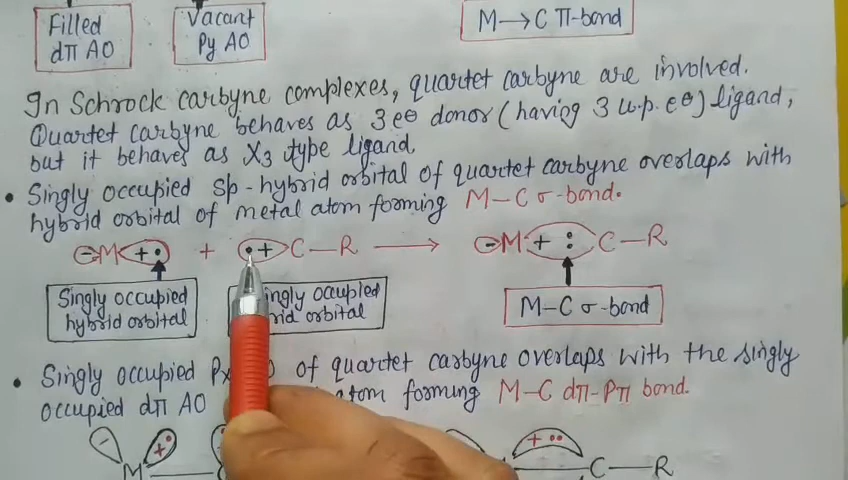 Filled
dπ AO
Vacant
Py AO
M→C π-bond
In Schrock carbyne complexes, quartet carbyne are involved.
Quartet carbyne behaves as 3e⊖ donor (having 3 u.p. e⊖) ligand,
but it behaves as X3 type ligand.
• Singly occupied sp-hybrid orbital of quartet carbyne overlaps with
hybrid orbital of metal atom forming M–C σ-bond.
-M + : + : + C–R → -M + : C–R
Singly occupied
hybrid orbital
ingly occupied
rid orbital
M–C σ-bond
• Singly occupied Px O of quartet carbyne overlaps with the singly
occupied dπ AO atom forming M–C dπ-Pπ bond.
- + + : C–R
M